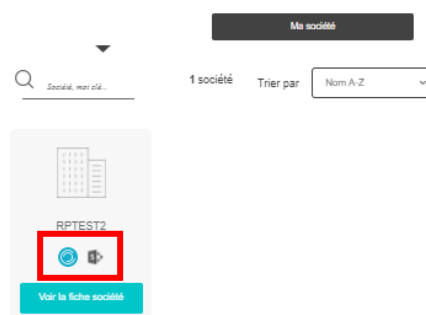 Ma société
Société, mot clé...
1 société
Trier par
Nom A-Z
RPTEST2
Voir la fiche société